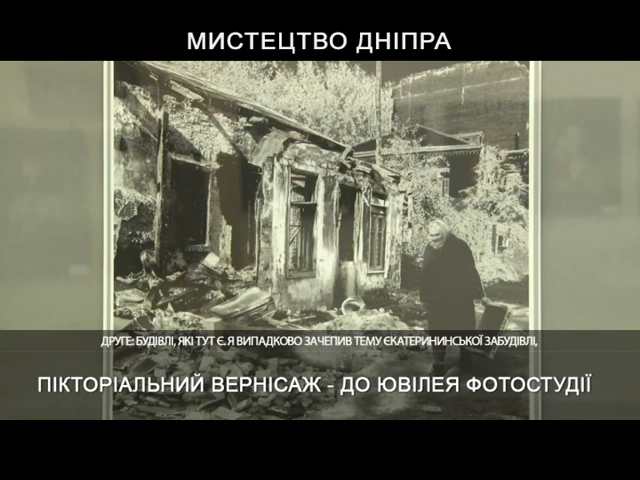 МИСТЕЦТВО ДНІПРА
ДРУГЕ: БУДІВЛІ, ЯКІ ТУТ Є. Я ВИПАДКОВО ЗАЧЕПИВ ТЕМУ ЄКАТЕРИНИНСЬКОЇ ЗАБУДІВЛІ,
ПІКТОРІАЛЬНИЙ ВЕРНІСАЖ - ДО ЮВІЛЕЯ ФОТОСТУДІЇ